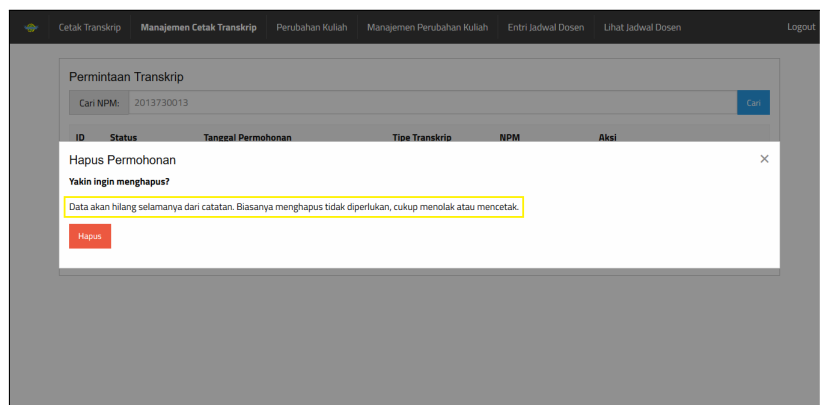 Cetak Transkrip Manajemen Cetak Transkrip Perubahan Kuliah Manajemen Perubahan Kuliah Entri Jadwal Dosen Lihat Jadwal Dosen Logout
Permintaan Transkrip
Cari NPM: 2013730013 Cari
ID Status Tanggal Permohonan Tipe Transkrip NPM Aksi
Hapus Permohonan ×
Yakin ingin menghapus?
Data akan hilang selamanya dari catatan. Biasanya menghapus tidak diperlukan, cukup menolak atau mencetak.
Hapus